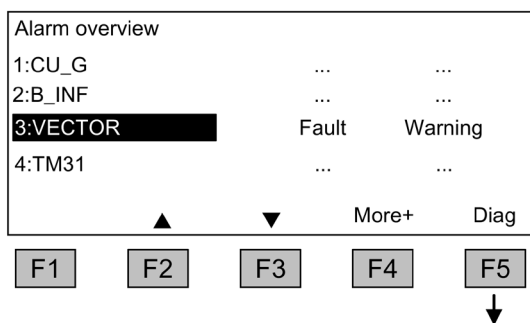 Alarm overview
1:CU_G ... ...
2:B_INF ... ...
3:VECTOR Fault Warning
4:TM31 ... ...
▲ ▼ More+ Diag
F1 F2 F3 F4 F5